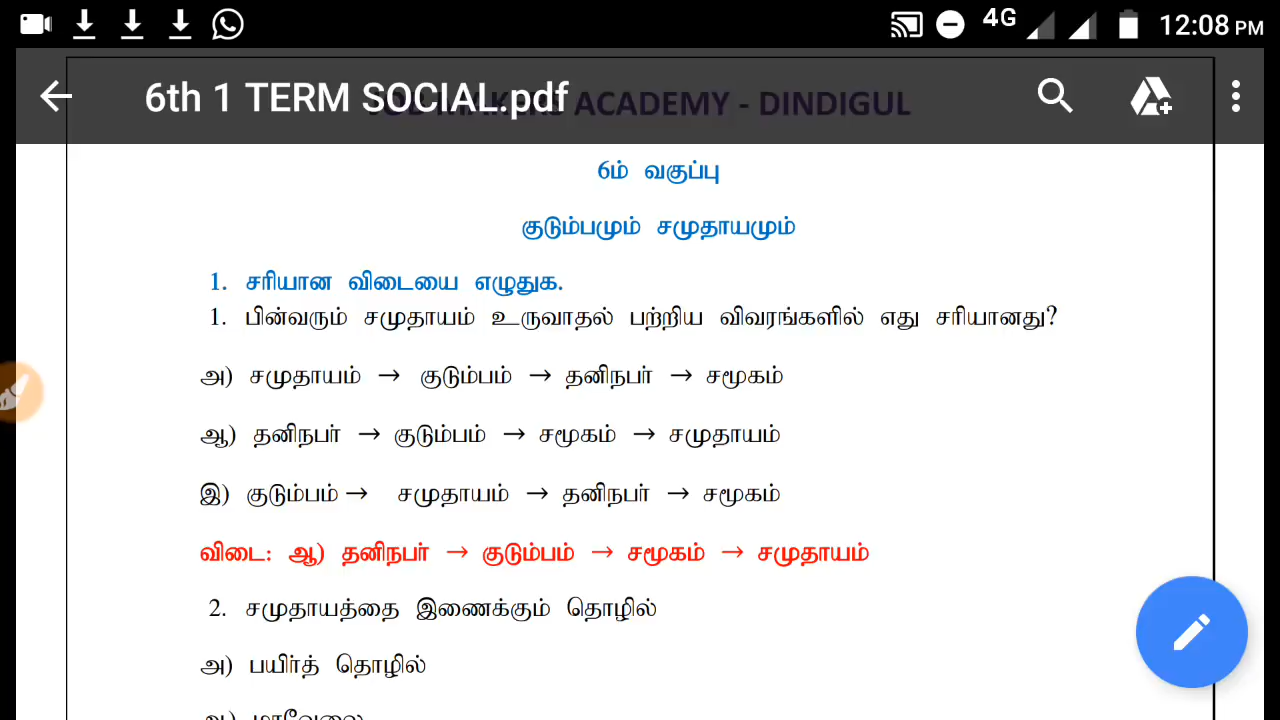 12:08 PM
4G
6th 1 TERM SOCIAL.pdf
ACADEMY - DINDIGUL
6ம் வகுப்பு
குடும்பமும் சமுதாயமும்
1. சரியான விடையை எழுதுக.
1. பின்வரும் சமுதாயம் உருவாதல் பற்றிய விவரங்களில் எது சரியானது?
அ) சமுதாயம் → குடும்பம் → தனிநபர் → சமூகம்
ஆ) தனிநபர் → குடும்பம் → சமூகம் → சமுதாயம்
இ) குடும்பம் → சமுதாயம் → தனிநபர் → சமூகம்
விடை: ஆ) தனிநபர் → குடும்பம் → சமூகம் → சமுதாயம்
2. சமுதாயத்தை இணைக்கும் தொழில்
அ) பயிர்த் தொழில்